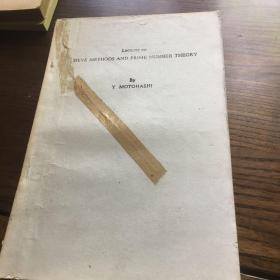 LECTURES ON
SIEVE METHODS AND PRIME NUMBER THEORY
By
Y MOTOHASHI